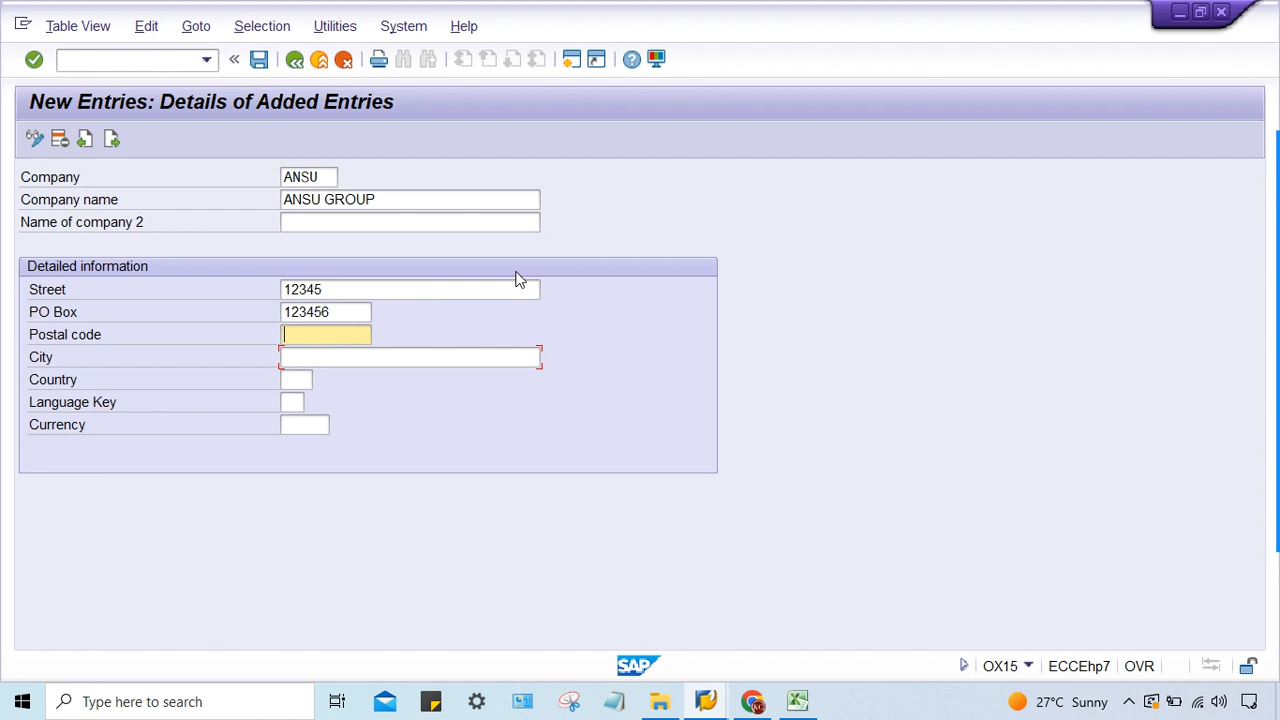 Table View Edit Goto Selection Utilities System Help
New Entries: Details of Added Entries
Company ANSU
Company name ANSU GROUP
Name of company 2
Detailed information
Street 12345
PO Box 123456
Postal code
City
Country
Language Key
Currency
SAP OX15 ECCEhp7 OVR
Type here to search 27°C Sunny